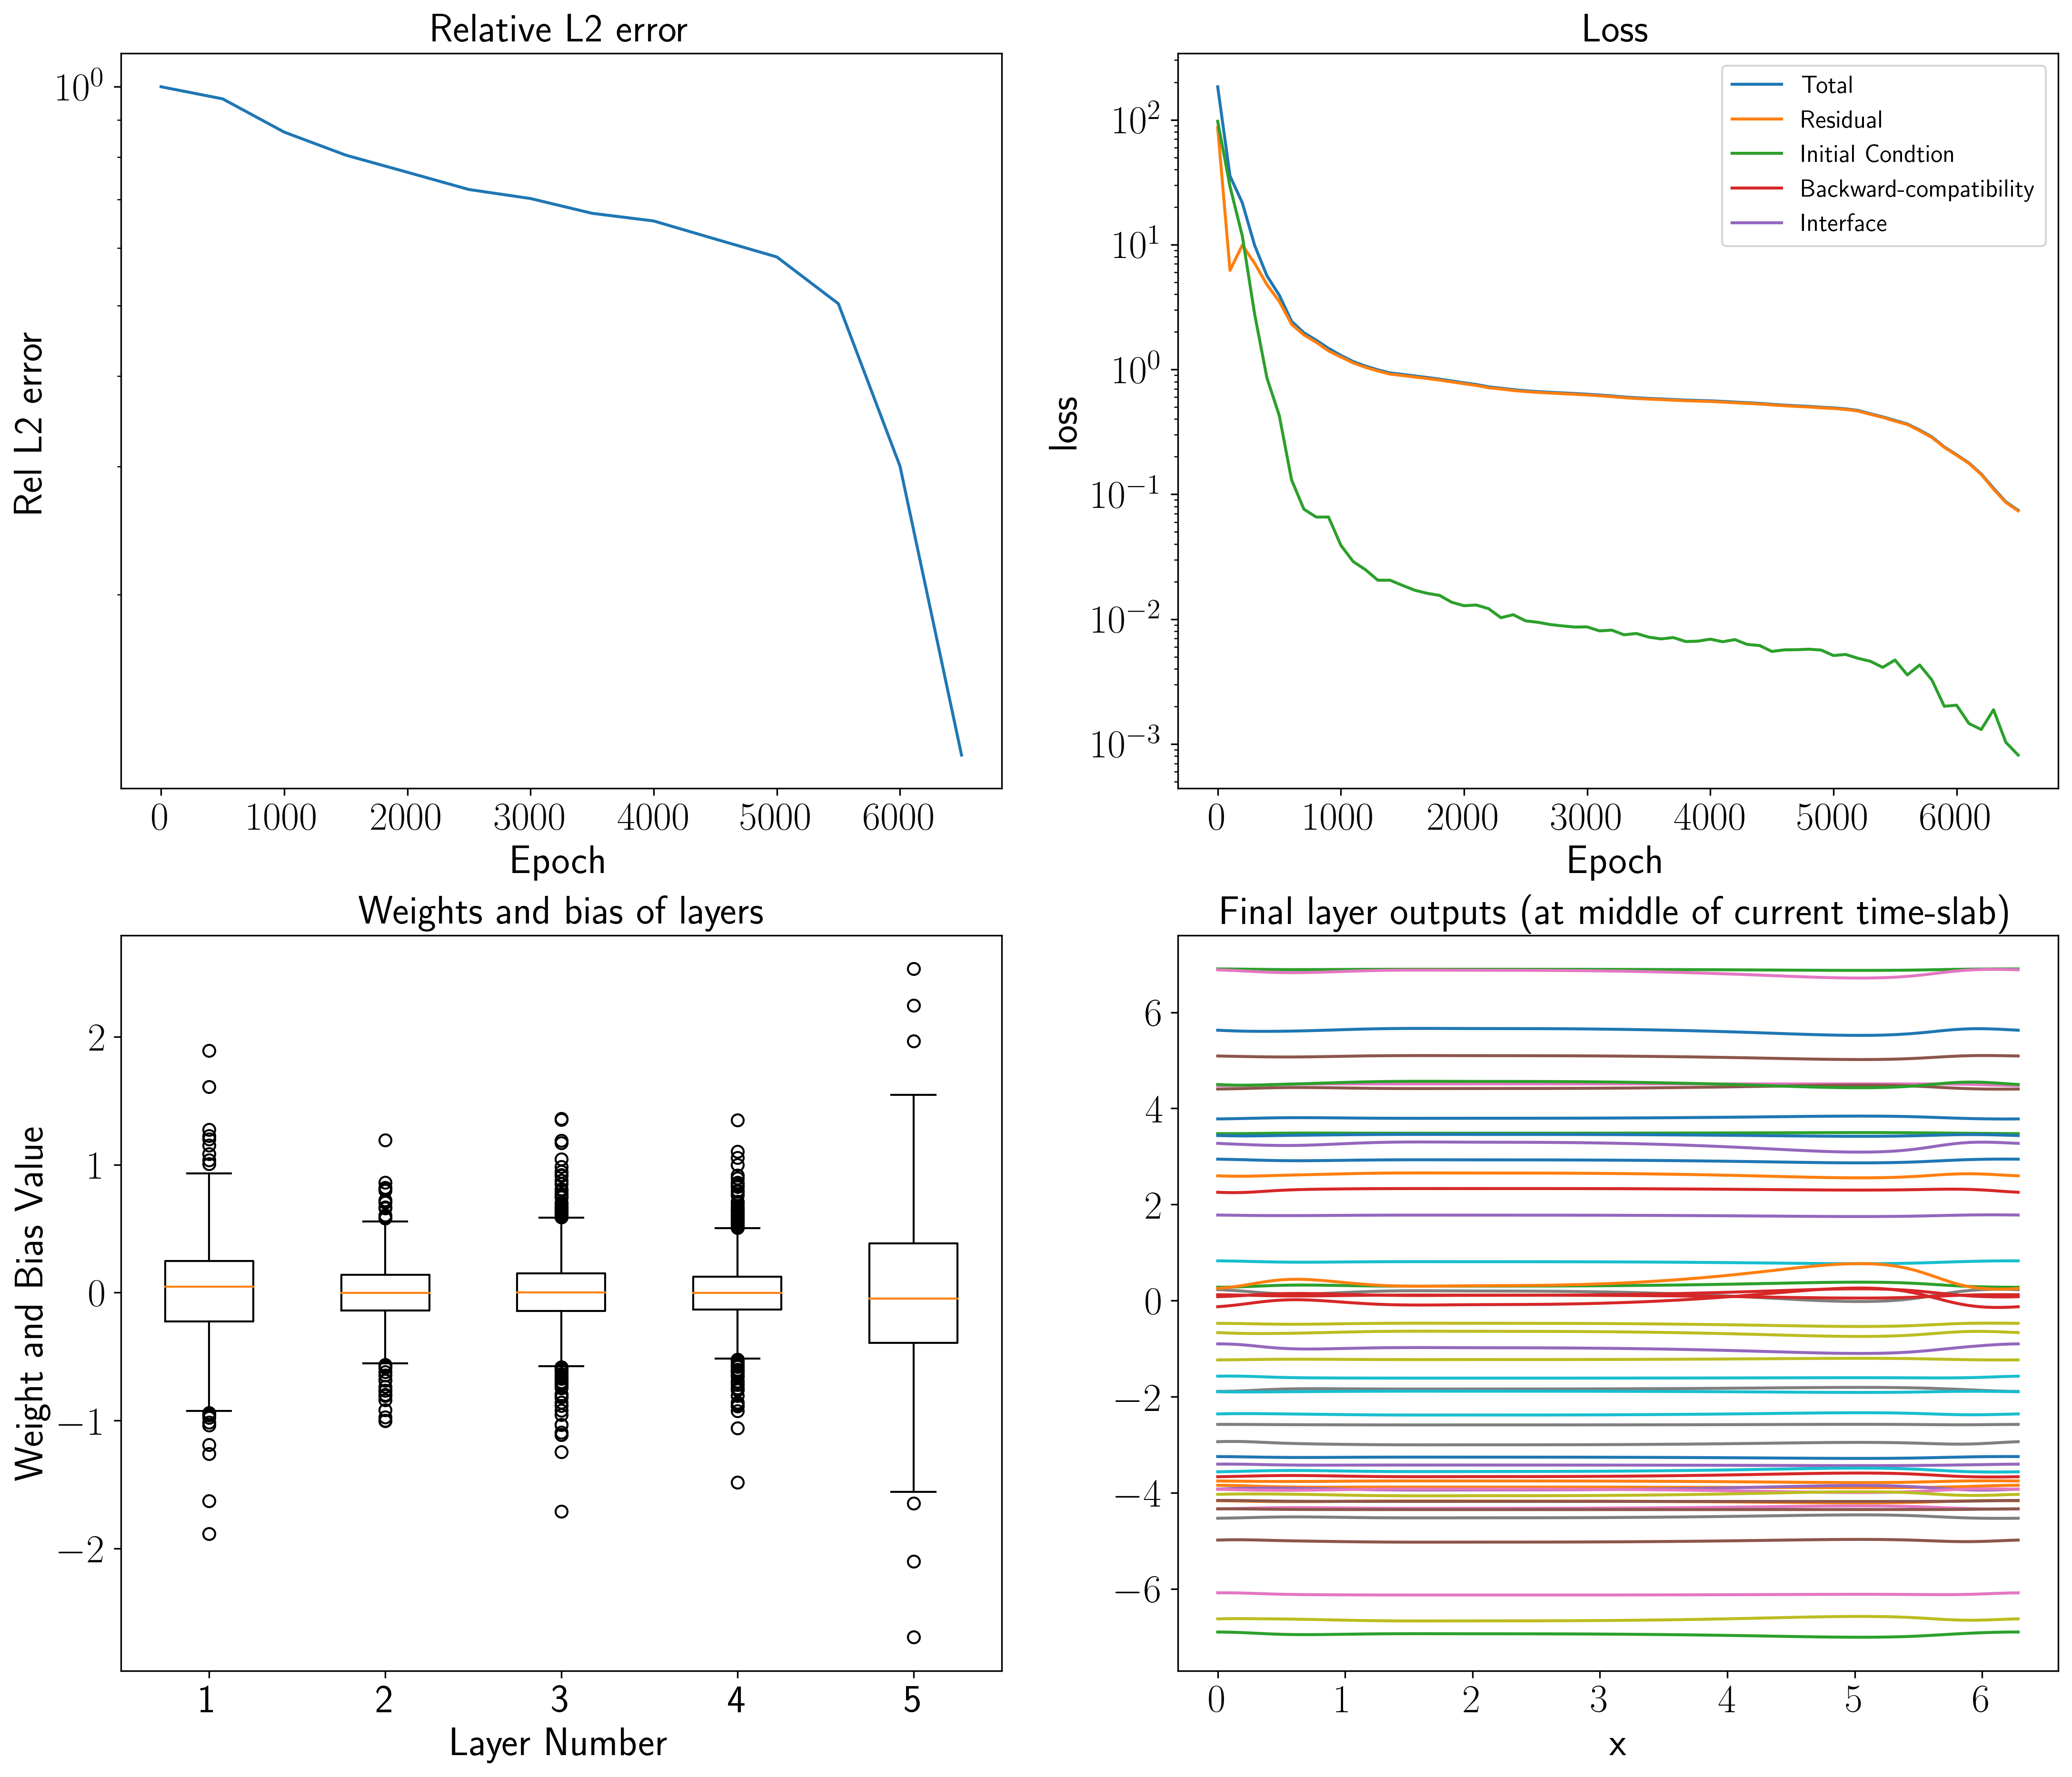 Relative L2 error
10^0
Rel L2 error
0 1000 2000 3000 4000 5000 6000
Epoch
Loss
10^2
10^1
10^0
10^−1
10^−2
10^−3
loss
Total
Residual
Initial Condtion
Backward-compatibility
Interface
0 1000 2000 3000 4000 5000 6000
Epoch
Weights and bias of layers
2
1
0
−1
−2
Weight and Bias Value
1 2 3 4 5
Layer Number
Final layer outputs (at middle of current time-slab)
6
4
2
0
−2
−4
−6
0 1 2 3 4 5 6
x